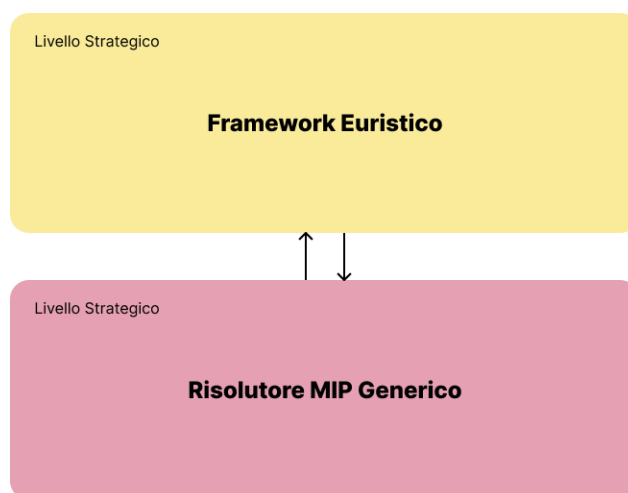 Livello Strategico
Framework Euristico
Livello Strategico
Risolutore MIP Generico